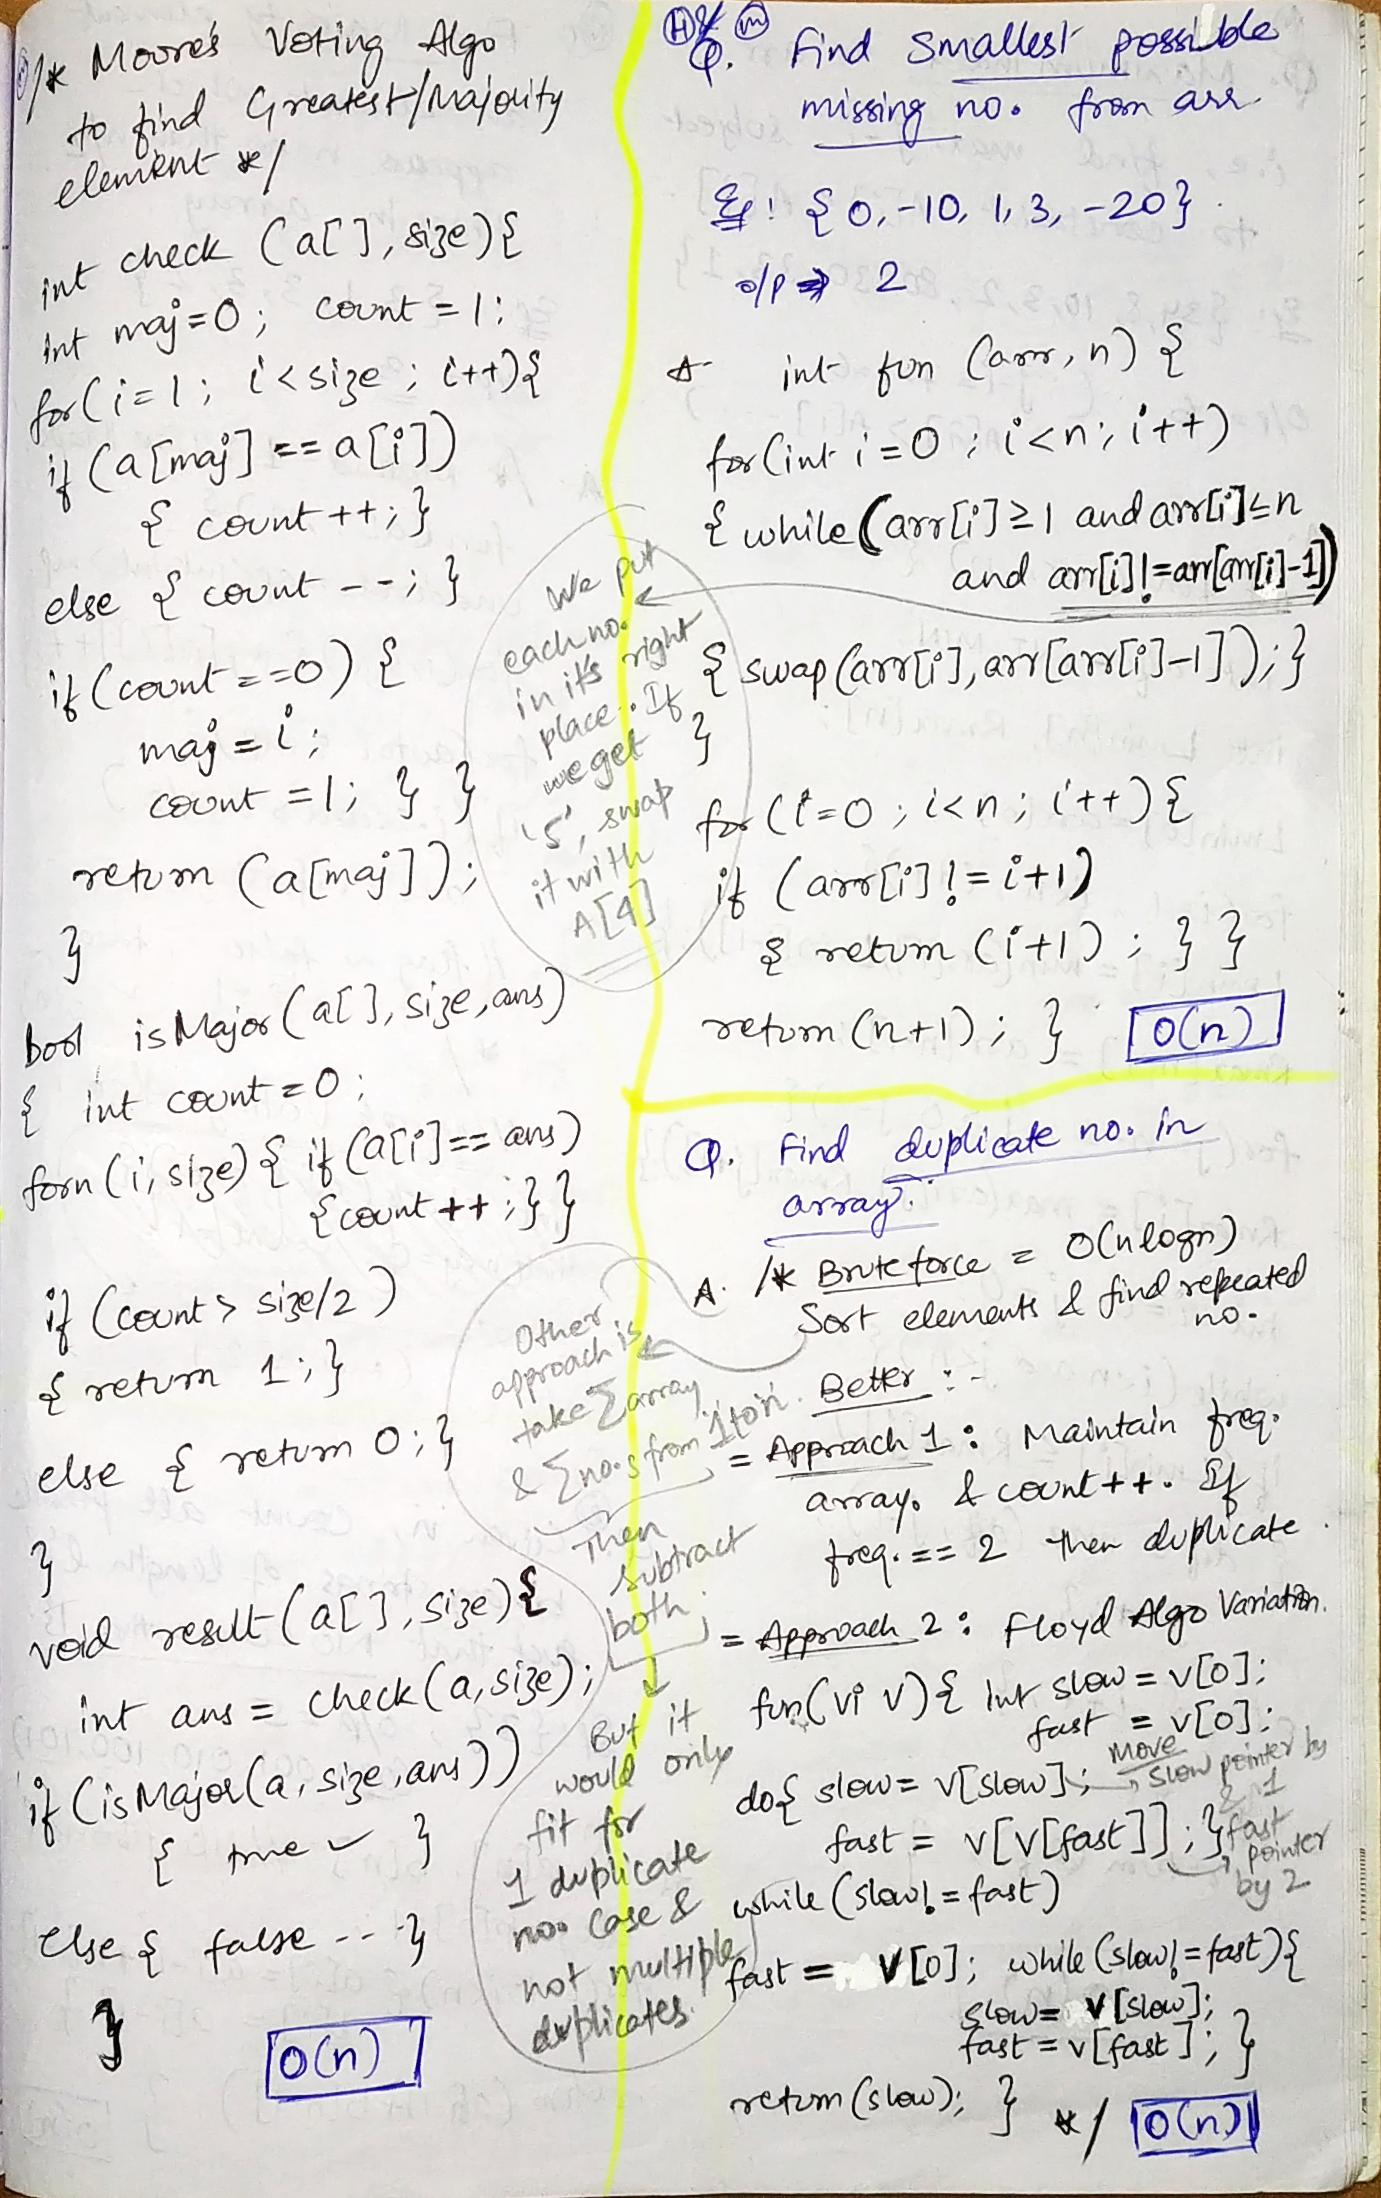 /* Moore's Voting Algo
to find Greatest/Majority
element */
int check (a[], size){
int maj=0; count = 1;
for(i=1; i<size; i++){
if (a[maj] == a[i])
{ count ++; }
else { count --; }
if (count ==0) {
maj = i;
count = 1; } }
return (a[maj]);
}
bool isMajor (a[], size, ans)
{ int count = 0;
forn (i, size) { if (a[i] == ans)
{count ++;} }
if (count > size/2)
{ return 1; }
else { return 0; }
}
void result (a[], size) {
int ans = check(a, size);
if (isMajor(a, size, ans))
{ true ✓ }
else { false -- }
}
O(n)
We put
each no.
in it's right
place. If
we get
'5', swap
it with
A[4]
Other
approach is
take ∑array
& ∑no.s from 1 to n.
Then
subtract
both
But it
would only
fit for
1 duplicate
no. case &
not multiple
duplicates.
Q. Find Smallest possible
missing no. from arr.
Eg: {0, -10, 1, 3, -20}
o/p ⇒ 2
A int fun (arr, n) {
for(int i=0; i<n; i++)
{ while (arr[i]≥1 and arr[i]≤n
and arr[i]!=arr[arr[i]-1])
{ swap (arr[i], arr[arr[i]-1]);}
}
for (i=0; i<n; i++) {
if (arr[i] != i+1)
{ return (i+1); } }
return (n+1); } O(n)
Q. Find duplicate no. in
array.
A. /* Brute force = O(nlogn)
Sort elements & find repeated
no.
Better :-
= Approach 1 : Maintain freq.
array. & count++. If
freq. == 2 then duplicate.
= Approach 2 : Floyd Algo Variation.
fun(vi v) { int slow = v[0];
fast = v[0];
do{ slow = v[slow]; Move slow pointer by 1
fast = v[v[fast]]; } & fast pointer by 2
while (slow! = fast)
fast = v[0]; while (slow! = fast) {
slow = v[slow];
fast = v[fast]; }
return (slow); } */ O(n)